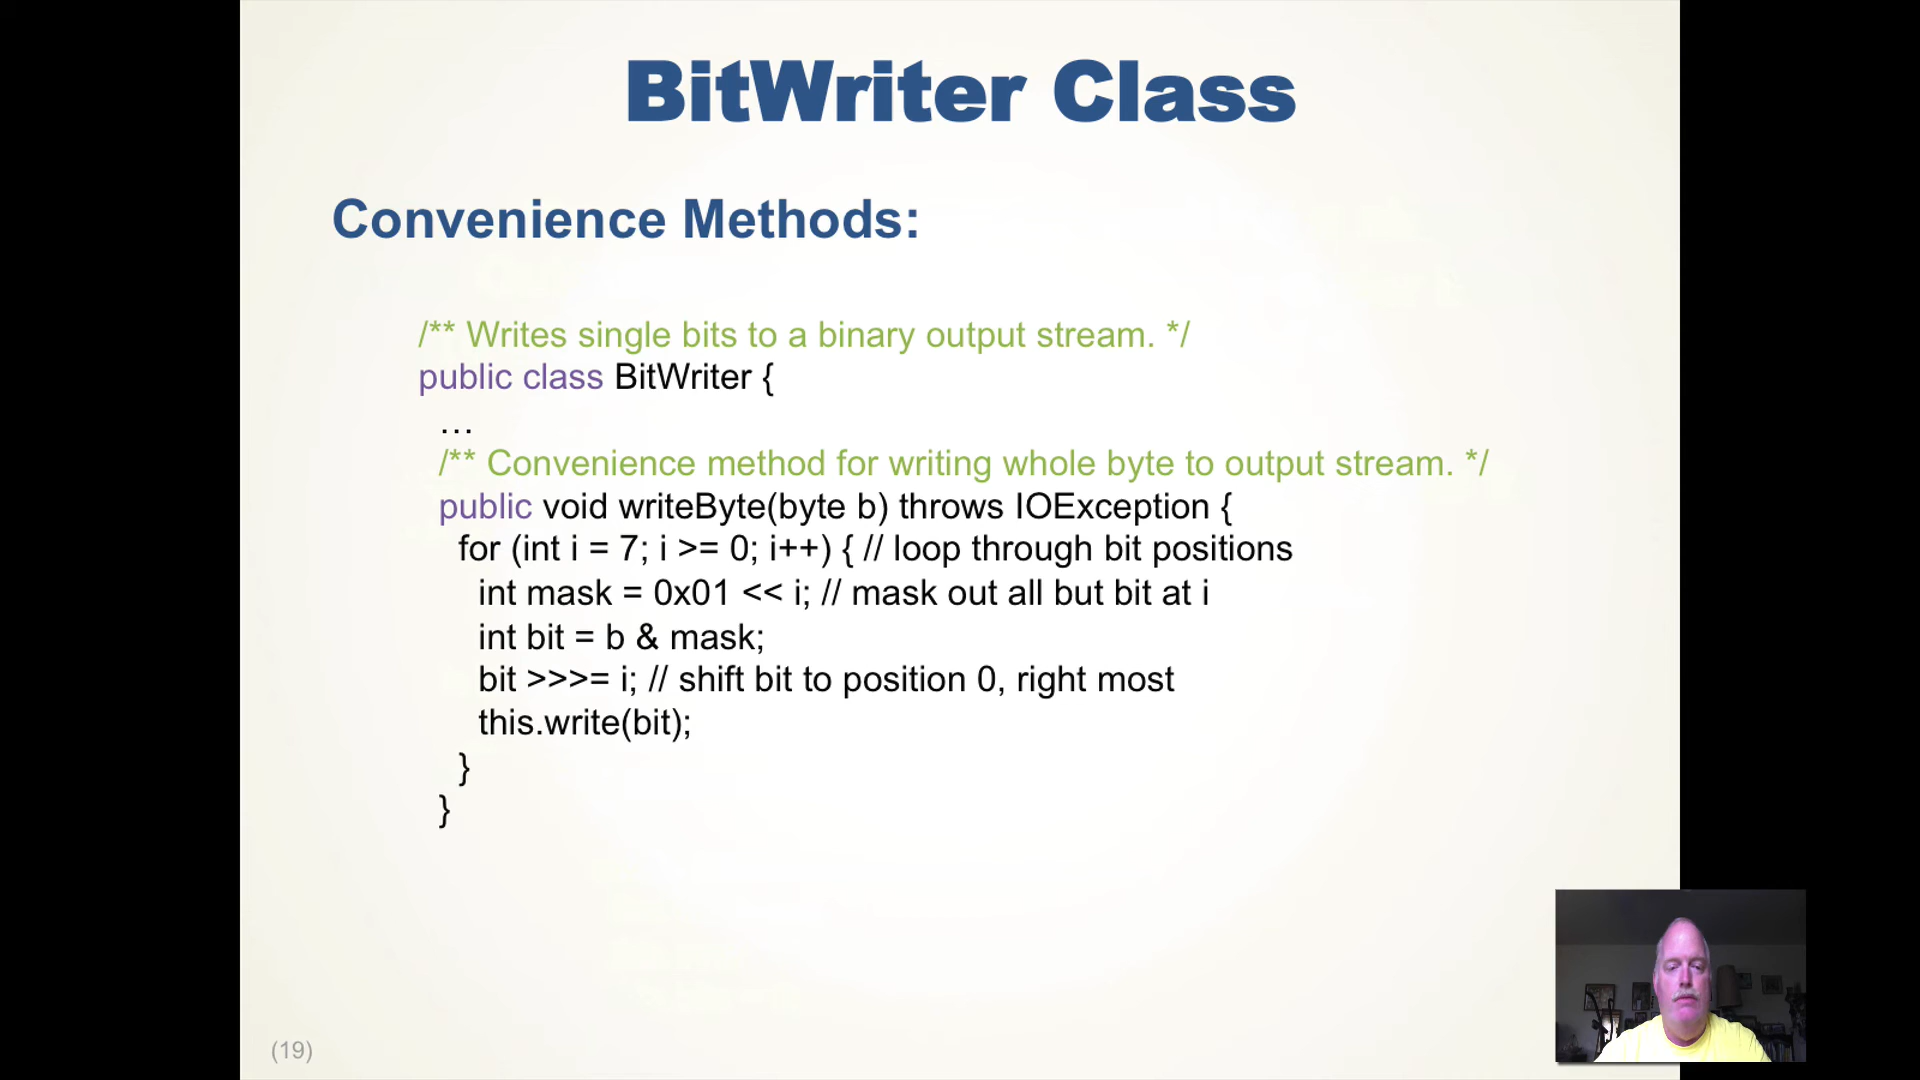 BitWriter Class
Convenience Methods:
/** Writes single bits to a binary output stream. */
public class BitWriter {
…
/** Convenience method for writing whole byte to output stream. */
public void writeByte(byte b) throws IOException {
for (int i = 7; i >= 0; i++) { // loop through bit positions
int mask = 0x01 << i; // mask out all but bit at i
int bit = b & mask;
bit >>>= i; // shift bit to position 0, right most
this.write(bit);
}
}
(19)